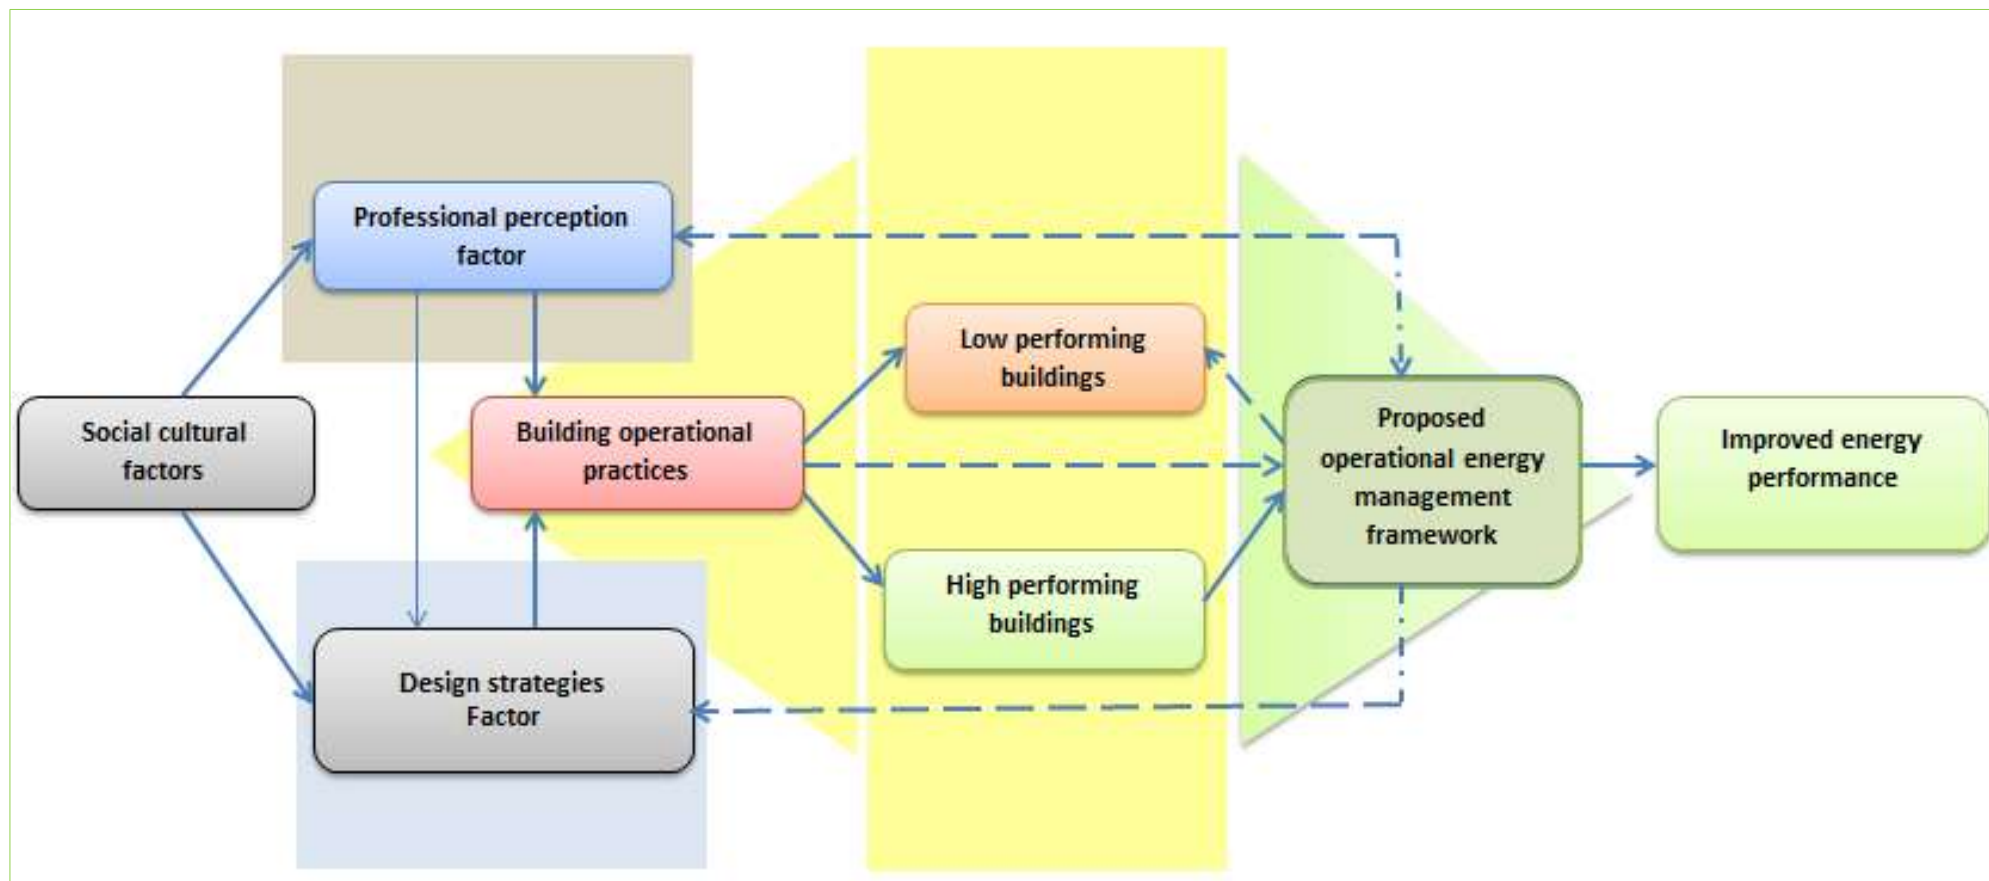 Professional perception
factor
Social cultural
factors
Building operational
practices
Design strategies
Factor
Low performing
buildings
High performing
buildings
Proposed
operational energy
management
framework
Improved energy
performance